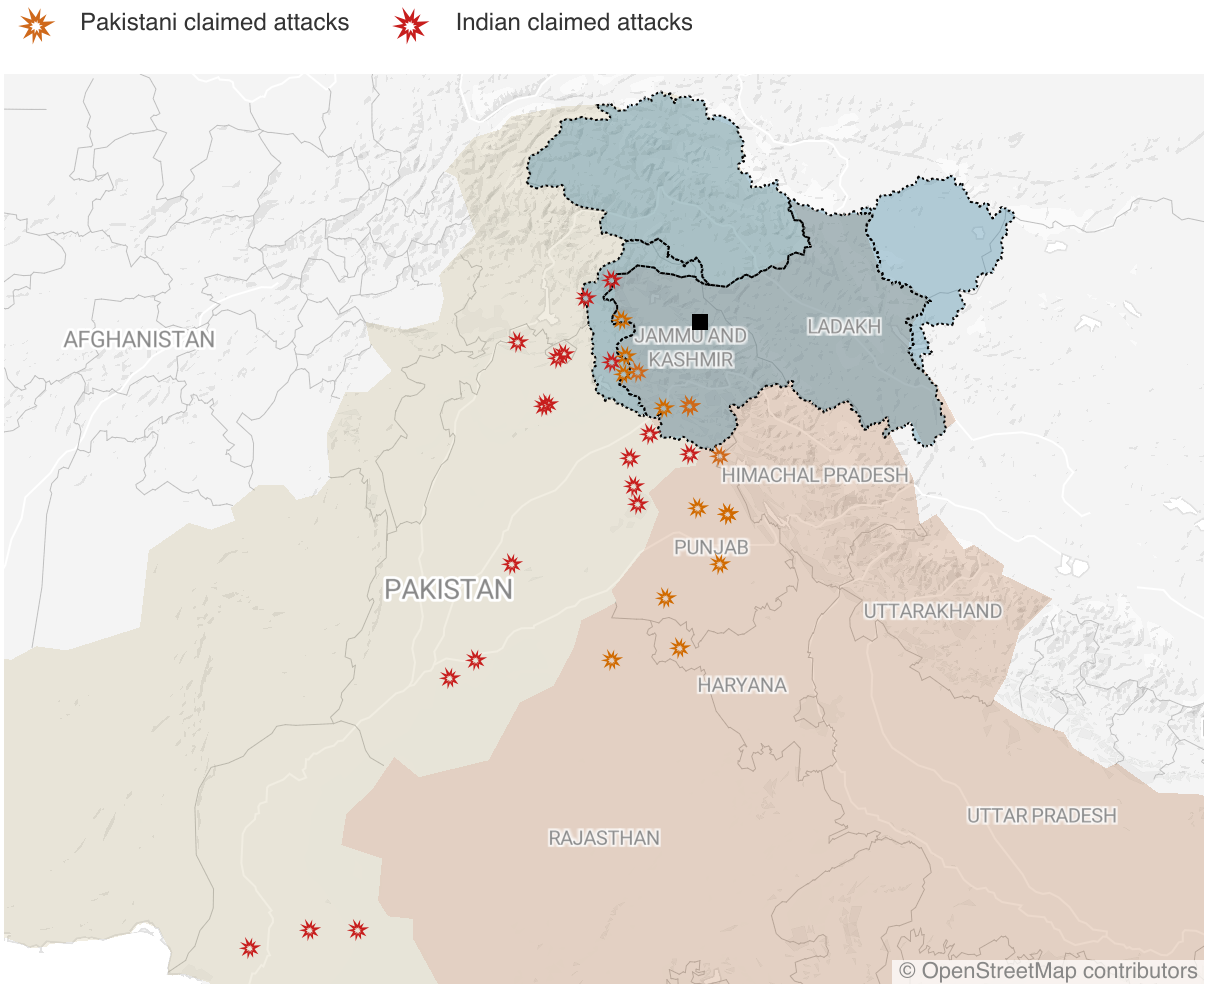 Pakistani claimed attacks
Indian claimed attacks
AFGHANISTAN
JAMMU AND
KASHMIR
LADAKH
HIMACHAL PRADESH
PUNJAB
PAKISTAN
UTTARAKHAND
HARYANA
UTTAR PRADESH
RAJASTHAN
© OpenStreetMap contributors